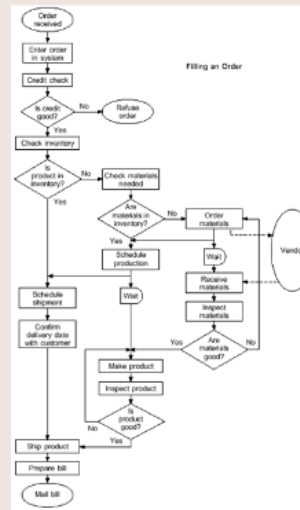 Order
received
Filling an Order
Enter order
in system
Credit check
Is credit
good?
No
Refuse
order
Yes
Check inventory
Is
product in
inventory?
No
Check materials
needed
Yes
Are
materials in
inventory?
No
Order
materials
Yes
Schedule
production
Wait
Vendo
Schedule
shipment
Wait
Receive
materials
Inspect
materials
Confirm
delivery date
with customer
Yes
Are
materials
good?
No
Make product
Inspect product
Is
product
good?
No
Yes
Ship product
Prepare bill
Mail bill